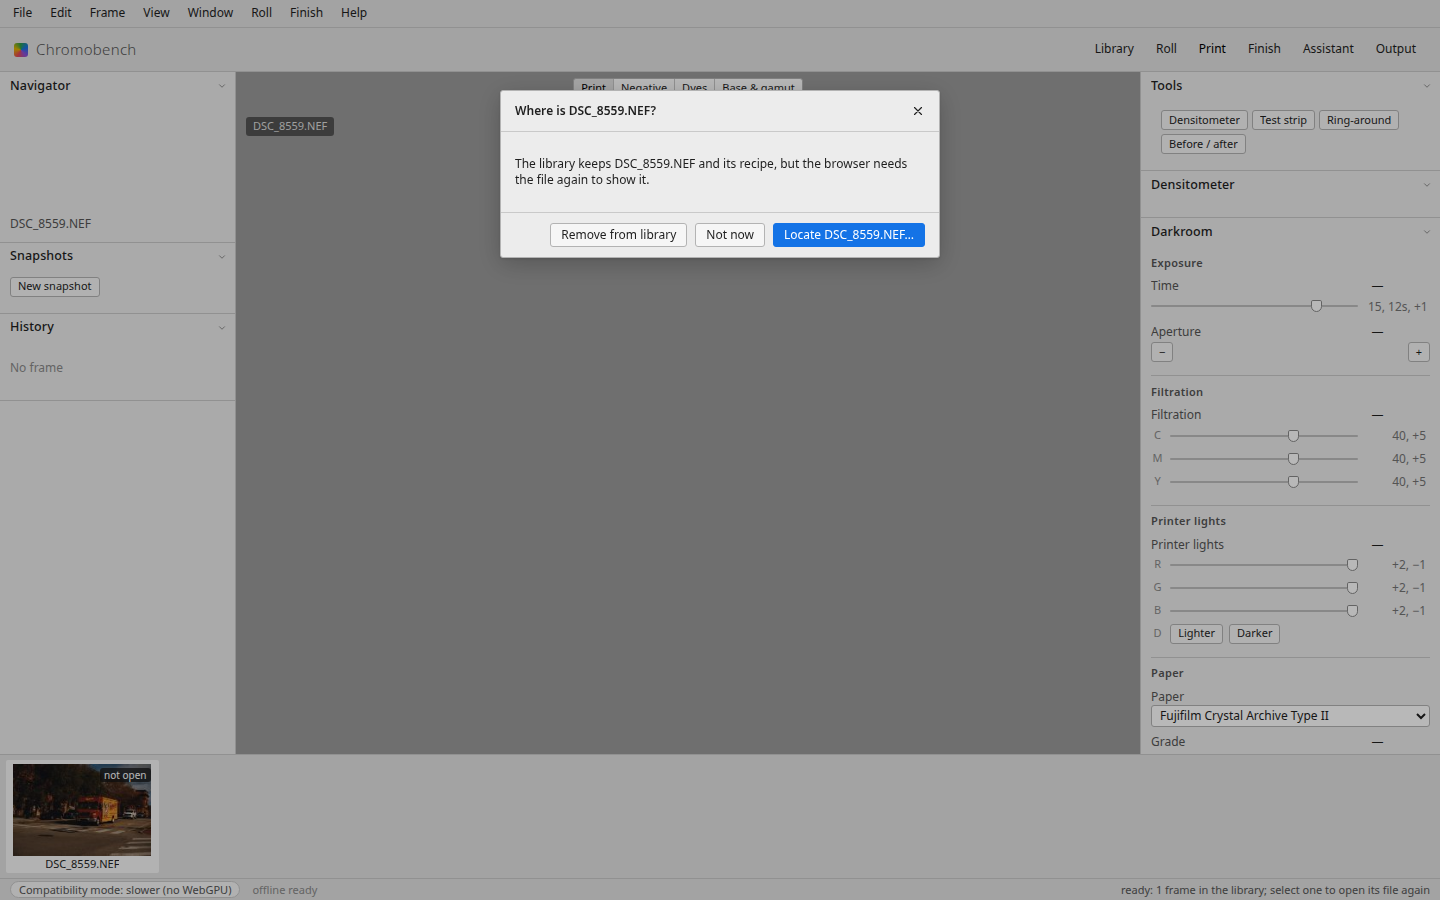 File Edit Frame View Window Roll Finish Help
Chromobench
Library Roll Print Finish Assistant Output
Navigator
DSC_8559.NEF
Snapshots
New snapshot
History
No frame
Print Negative Dyes Base & gamut
DSC_8559.NEF
Where is DSC_8559.NEF?
The library keeps DSC_8559.NEF and its recipe, but the browser needs
the file again to show it.
Remove from library Not now Locate DSC_8559.NEF...
Tools
Densitometer Test strip Ring-around
Before / after
Densitometer
Darkroom
Exposure
Time —
15, 12s, +1
Aperture —
− +
Filtration
Filtration —
C 40, +5
M 40, +5
Y 40, +5
Printer lights
Printer lights —
R +2, −1
G +2, −1
B +2, −1
D Lighter Darker
Paper
Paper
Fujifilm Crystal Archive Type II
Grade —
not open
DSC_8559.NEF
Compatibility mode: slower (no WebGPU) offline ready
ready: 1 frame in the library; select one to open its file again